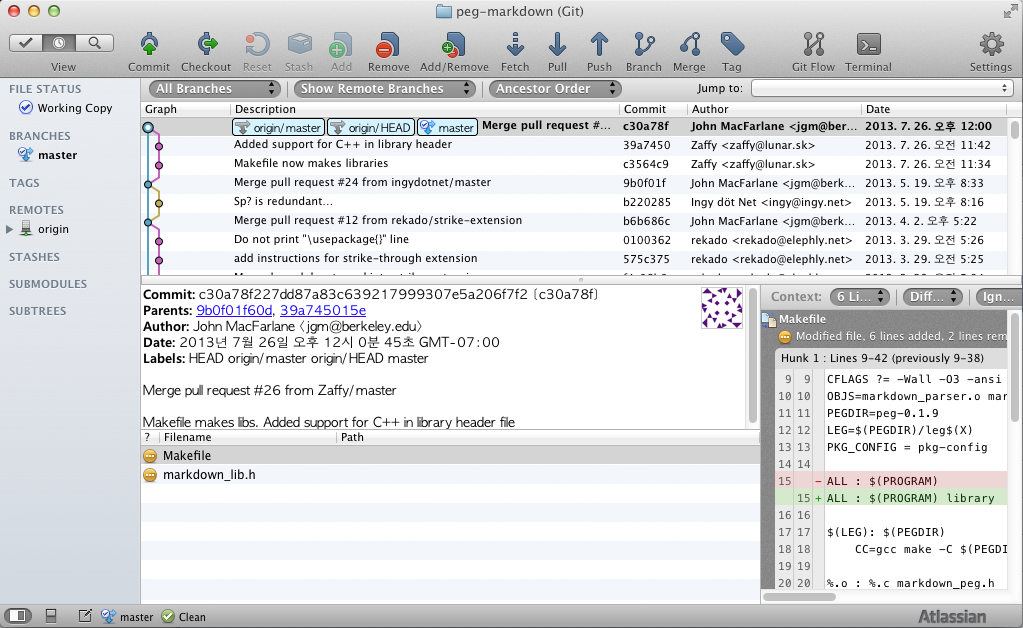 peg-markdown (Git)
View
Commit
Checkout
Reset
Stash
Add
Remove
Add/Remove
Fetch
Pull
Push
Branch
Merge
Tag
Git Flow
Terminal
Settings
FILE STATUS
Working Copy
BRANCHES
master
TAGS
REMOTES
origin
STASHES
SUBMODULES
SUBTREES
All Branches
Show Remote Branches
Ancestor Order
Jump to:
Graph Description Commit Author Date
origin/master origin/HEAD master Merge pull request #... c30a78f John MacFarlane <jgm@ber... 2013. 7. 26. 오후 12:00
Added support for C++ in library header 39a7450 Zaffy <zaffy@lunar.sk> 2013. 7. 26. 오전 11:42
Makefile now makes libraries c3564c9 Zaffy <zaffy@lunar.sk> 2013. 7. 26. 오전 11:34
Merge pull request #24 from ingydotnet/master 9b0f01f John MacFarlane <jgm@berk... 2013. 5. 19. 오후 8:33
Sp? is redundant... b220285 Ingy döt Net <ingy@ingy.net> 2013. 5. 19. 오후 8:16
Merge pull request #12 from rekado/strike-extension b6b686c John MacFarlane <jgm@ber... 2013. 4. 2. 오후 5:22
Do not print "\usepackage{}" line 0100362 rekado <rekado@elephly.net> 2013. 3. 29. 오전 5:26
add instructions for strike-through extension 575c375 rekado <rekado@elephly.net> 2013. 3. 29. 오전 5:25
Commit: c30a78f227dd87a83c639217999307e5a206f7f2 [c30a78f]
Parents: 9b0f01f60d, 39a745015e
Author: John MacFarlane <jgm@berkeley.edu>
Date: 2013년 7월 26일 오후 12시 0분 45초 GMT-07:00
Labels: HEAD origin/master origin/HEAD master
Merge pull request #26 from Zaffy/master
Makefile makes libs. Added support for C++ in library header file
? Filename Path
Makefile
markdown_lib.h
Context: 6 Li... Diff... Ign...
Makefile
Modified file, 6 lines added, 2 lines rem
Hunk 1 : Lines 9-42 (previously 9-38)
9 9 CFLAGS ?= -Wall -O3 -ansi
10 10 OBJS=markdown_parser.o mar
11 11 PEGDIR=peg-0.1.9
12 12 LEG=$(PEGDIR)/leg$(X)
13 13 PKG_CONFIG = pkg-config
14 14
15 - ALL : $(PROGRAM)
15 + ALL : $(PROGRAM) library
16 16
17 17 $(LEG): $(PEGDIR)
18 18 CC=gcc make -C $(PEGDI
19 19
20 20 %.o : %.c markdown_peg.h
master
Clean
Atlassian